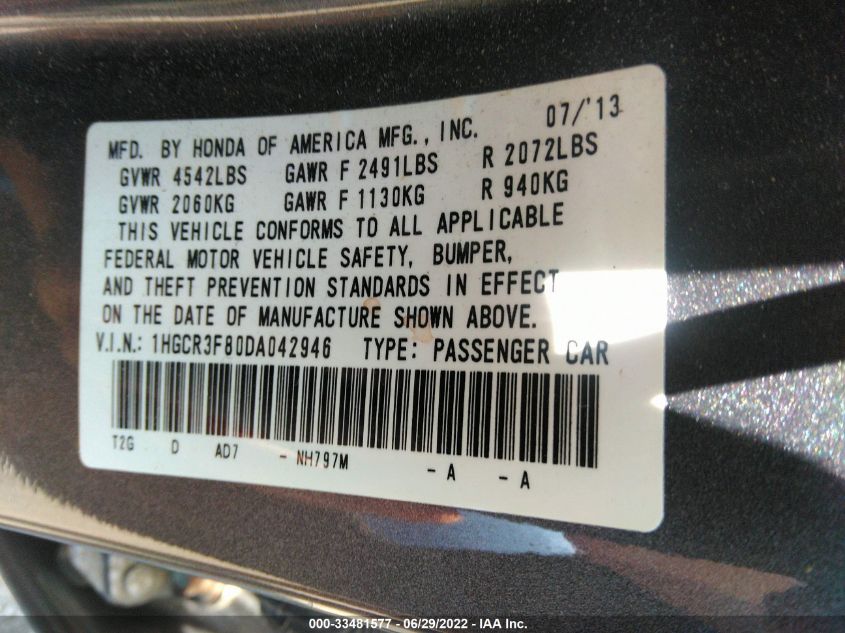 MFD. BY HONDA OF AMERICA MFG., INC. 07/'13
GVWR 4542LBS GAWR F 2491LBS R 2072LBS
GVWR 2060KG GAWR F 1130KG R 940KG
THIS VEHICLE CONFORMS TO ALL APPLICABLE
FEDERAL MOTOR VEHICLE SAFETY, BUMPER,
AND THEFT PREVENTION STANDARDS IN EFFECT
ON THE DATE OF MANUFACTURE SHOWN ABOVE.
V.I.N.: 1HGCR3F80DA042946 TYPE: PASSENGER CAR
T2G D AD7 - NH797M - A - A
000-33481577 - 06/29/2022 - IAA Inc.